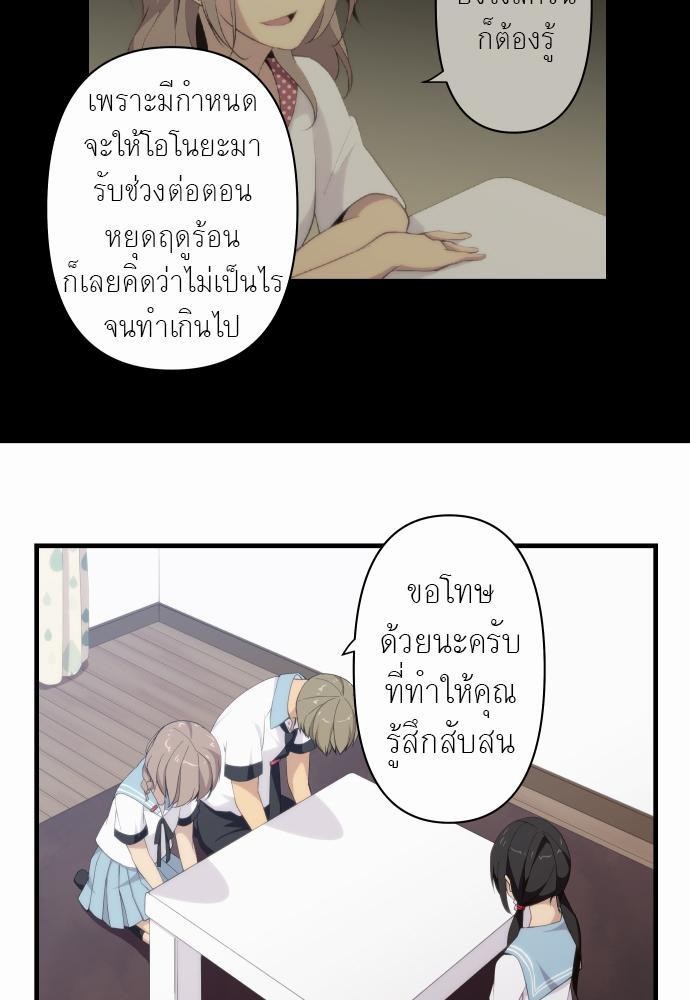 ก็ต้องรู้
เพราะมีกำหนด
จะให้โอโนยะมา
รับช่วงต่อตอน
หยุดฤดูร้อน
ก็เลยคิดว่าไม่เป็นไร
จนทำเกินไป
ขอโทษ
ด้วยนะครับ
ที่ทำให้คุณ
รู้สึกสับสน